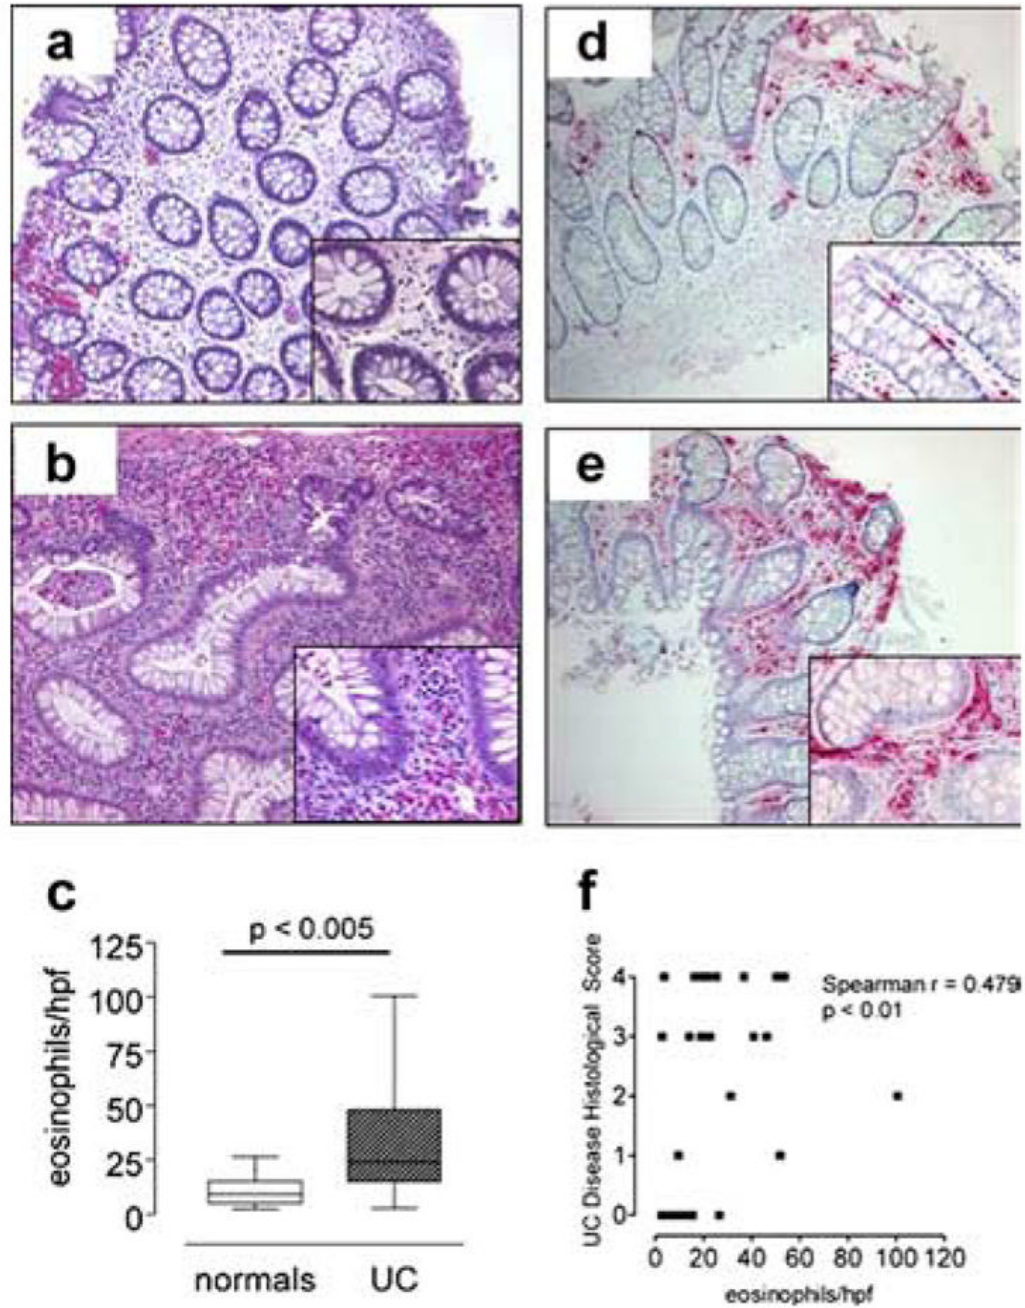 a
d
b
e
c
p < 0.005
125
100
75
50
25
0
eosinophils/hpf
normals UC
f
UC Disease Histological Score
4
3
2
1
0
Spearman r = 0.479
p < 0.01
0 20 40 60 80 100 120
eosinophils/hpf